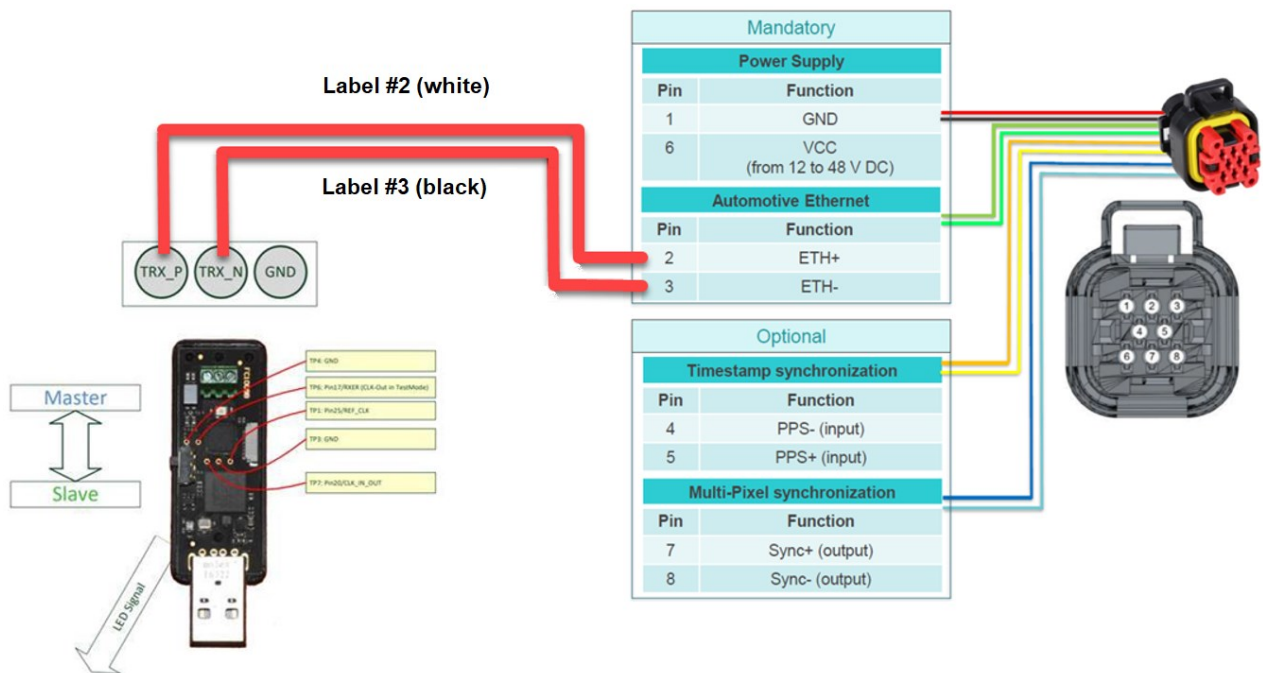 Label #2 (white)
Label #3 (black)
TRX_P TRX_N GND
Master
Slave
LED Signal
TP4: GND
TP6: Pin17/RXER (CLK-Out in TestMode)
TP1: Pin25/REF_CLK
TP3: GND
TP7: Pin20/CLK_IN_OUT
molex
Mandatory
Power Supply
Pin Function
1 GND
6 VCC
(from 12 to 48 V DC)
Automotive Ethernet
Pin Function
2 ETH+
3 ETH-
Optional
Timestamp synchronization
Pin Function
4 PPS- (input)
5 PPS+ (input)
Multi-Pixel synchronization
Pin Function
7 Sync+ (output)
8 Sync- (output)
1 2 3
4 5
6 7 8